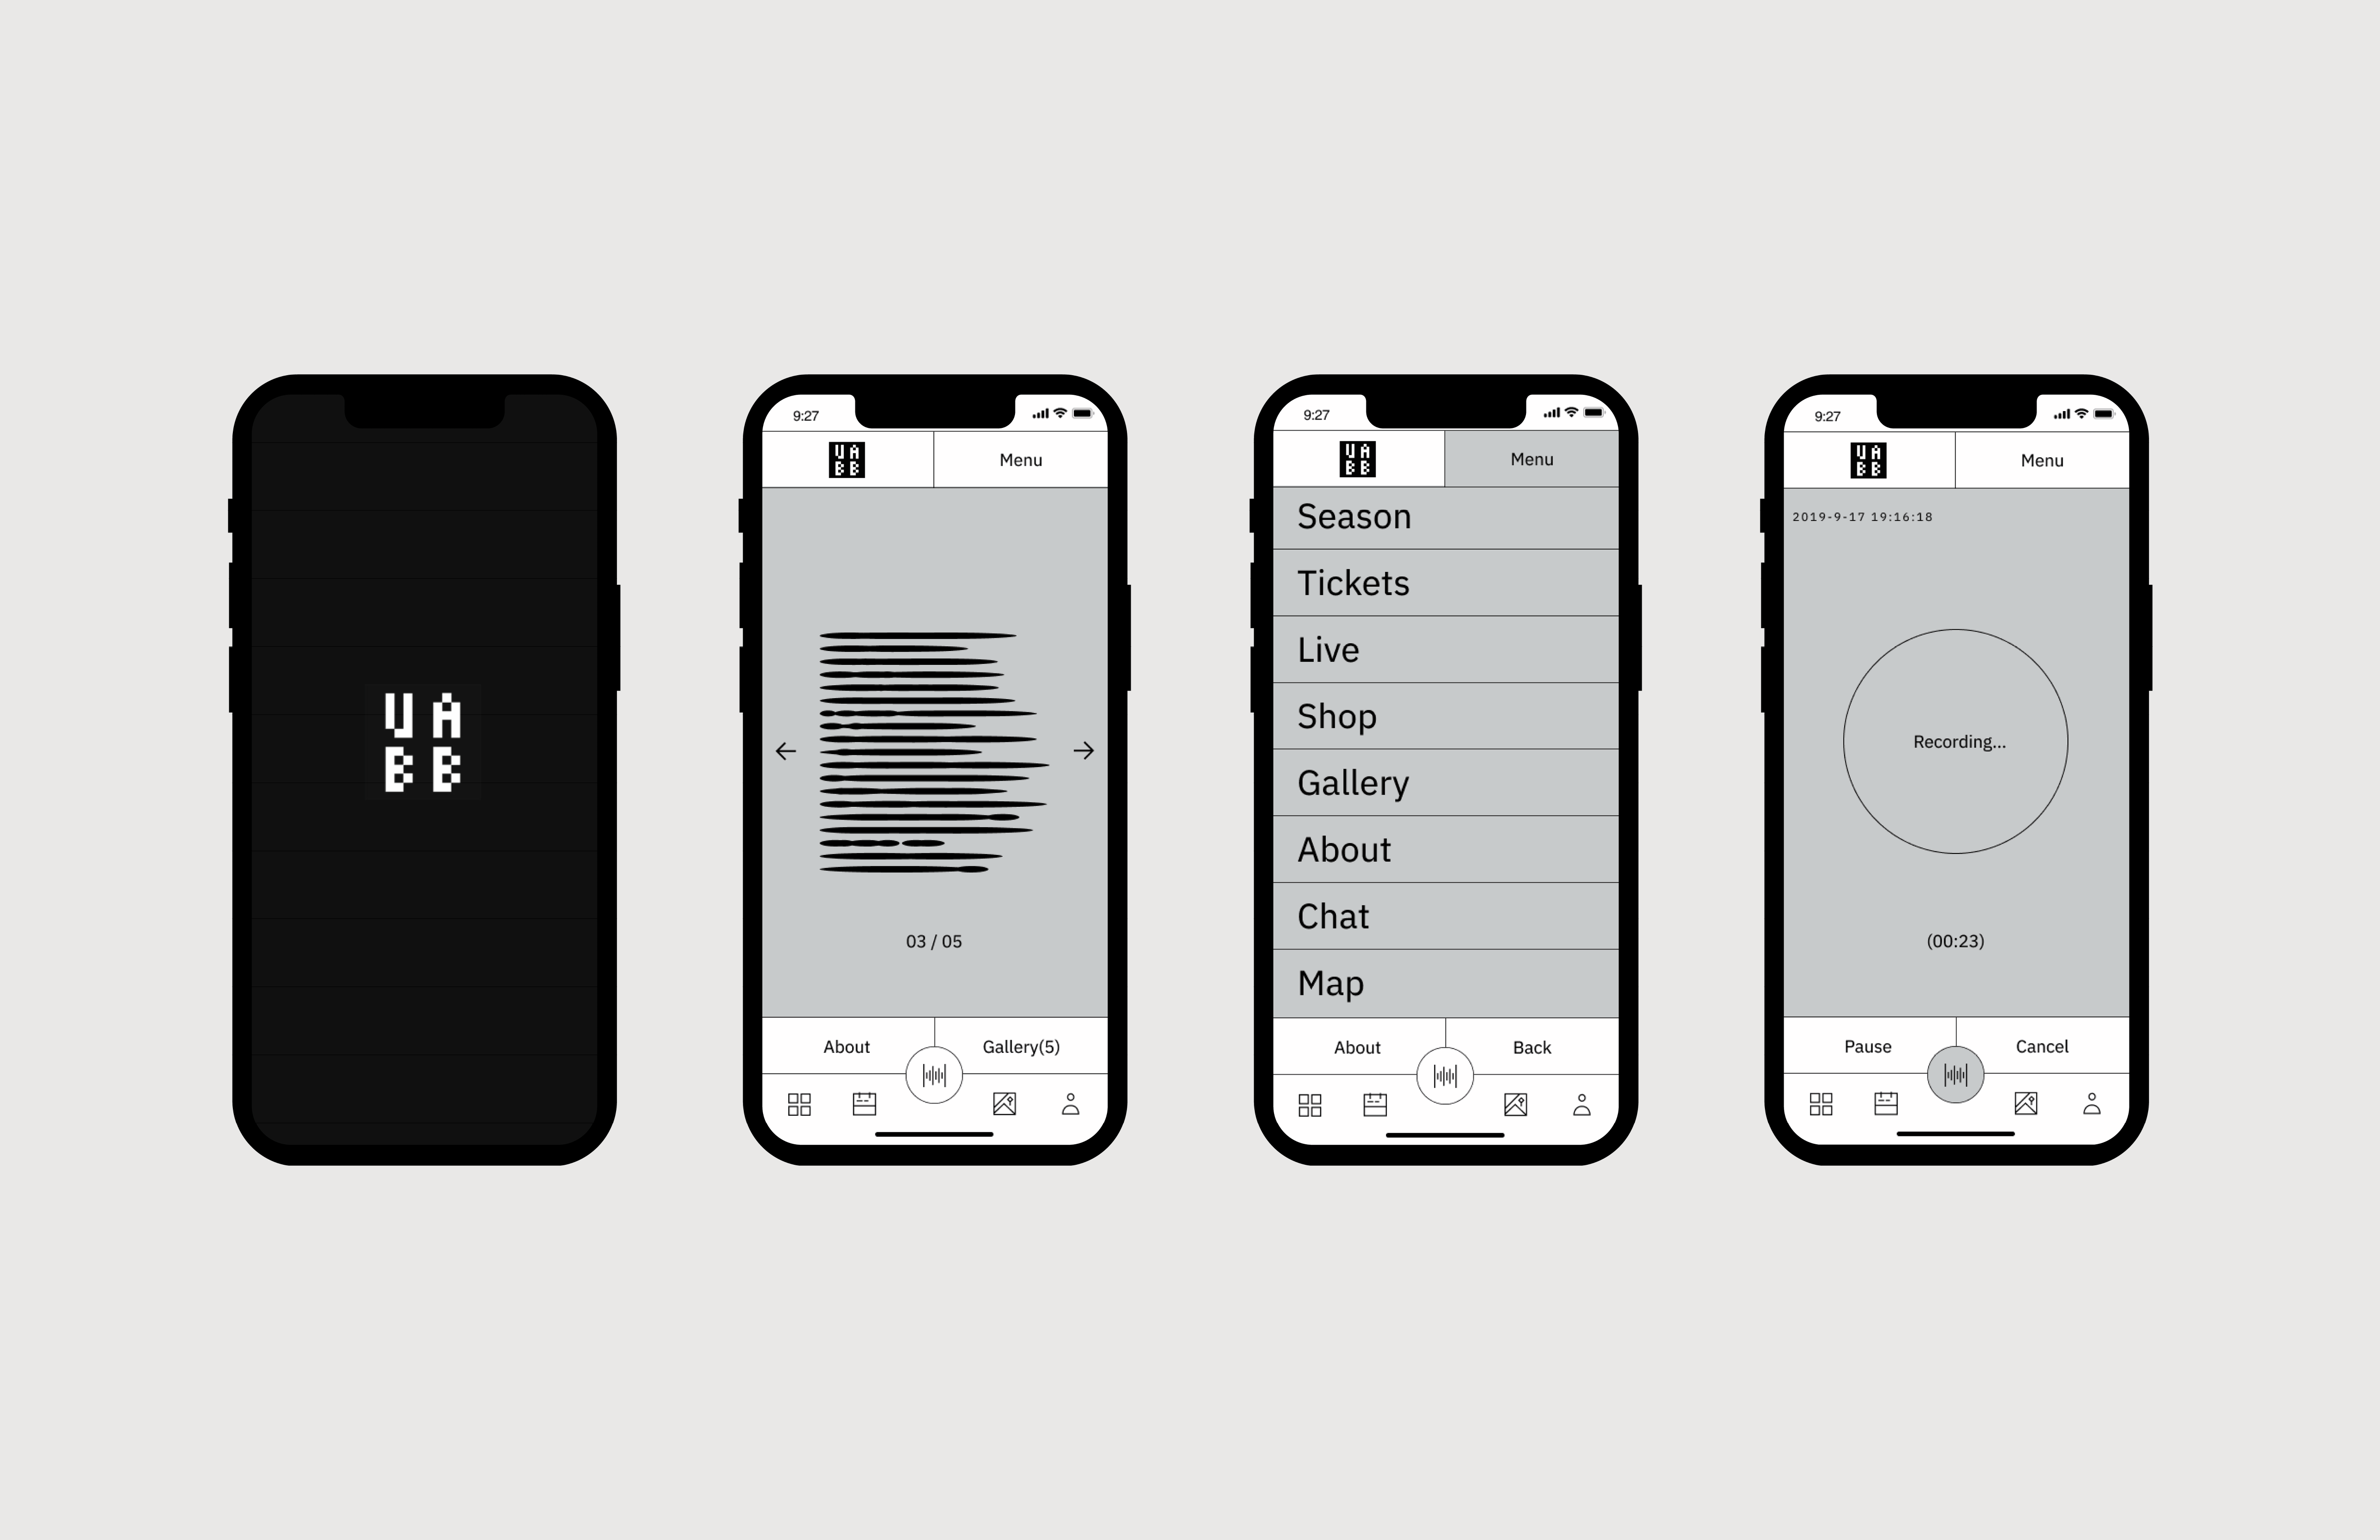 UA
BB
9:27
UA
BB
Menu
03 / 05
About
Gallery(5)
9:27
UA
BB
Menu
Season
Tickets
Live
Shop
Gallery
About
Chat
Map
About
Back
9:27
UA
BB
Menu
2019-9-17 19:16:18
Recording...
(00:23)
Pause
Cancel